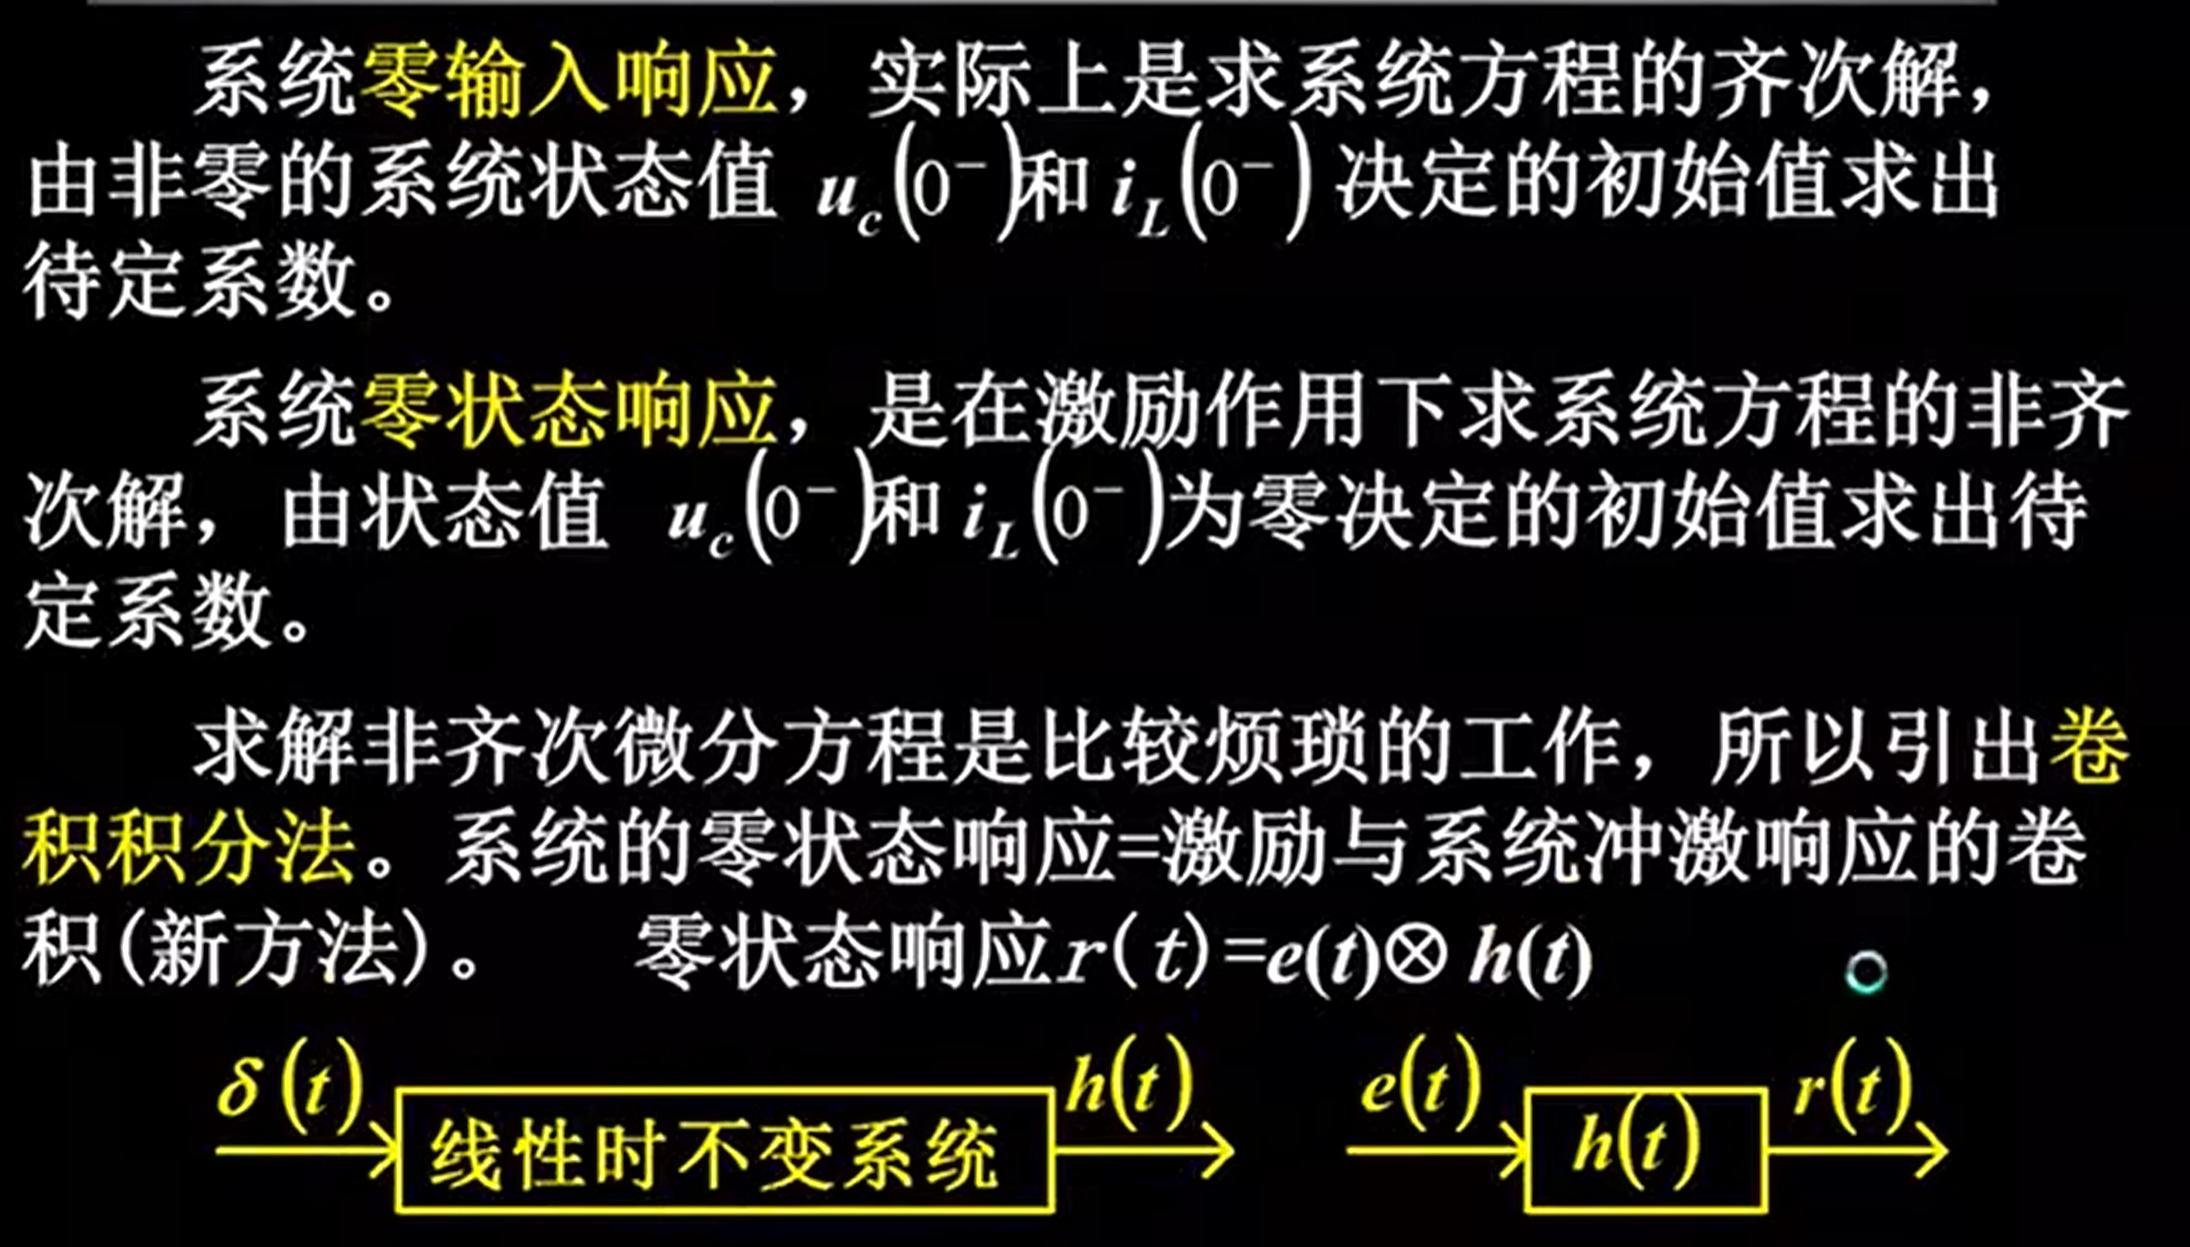 系统零输入响应，实际上是求系统方程的齐次解，
由非零的系统状态值 u_c(0⁻)和 i_L(0⁻)决定的初始值求出
待定系数。
系统零状态响应，是在激励作用下求系统方程的非齐
次解，由状态值 u_c(0⁻)和 i_L(0⁻)为零决定的初始值求出待
定系数。
求解非齐次微分方程是比较烦琐的工作，所以引出卷
积积分法。系统的零状态响应=激励与系统冲激响应的卷
积(新方法)。 零状态响应r(t)=e(t)⊗h(t)
δ(t) 线性时不变系统 h(t) e(t) h(t) r(t)